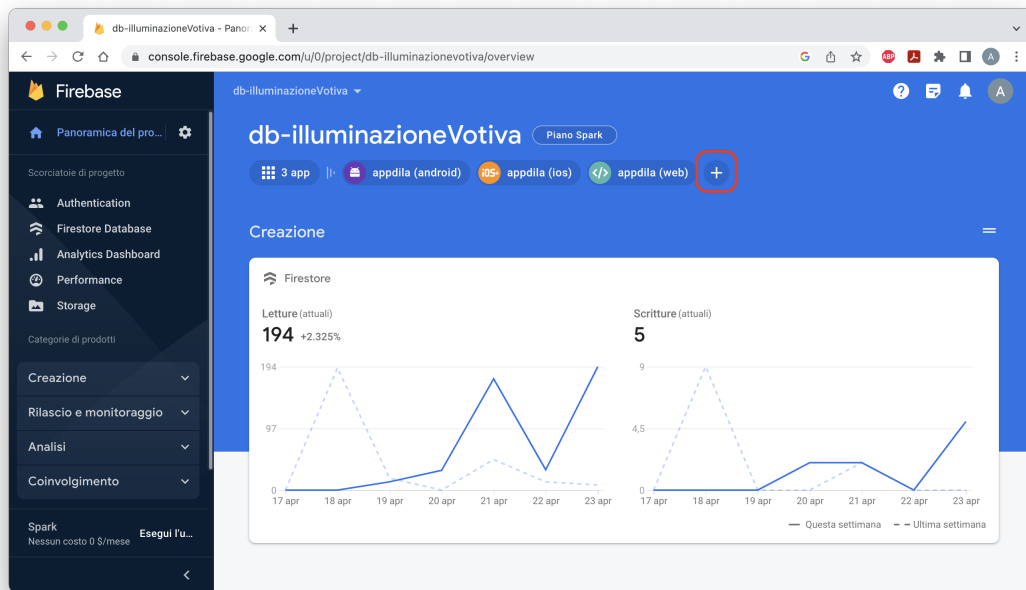 db-illuminazioneVotiva - Panor
console.firebase.google.com/u/0/project/db-illuminazionevotiva/overview
G
ABP
A
Firebase
Panoramica del pro...
Scorciatoie di progetto
Authentication
Firestore Database
Analytics Dashboard
Performance
Storage
Categorie di prodotti
Creazione
Rilascio e monitoraggio
Analisi
Coinvolgimento
Spark
Nessun costo 0 $/mese
Esegui l'u...
db-illuminazioneVotiva
A
db-illuminazioneVotiva
Piano Spark
3 app
appdila (android)
iOS+
appdila (ios)
</>
appdila (web)
+
Creazione
Firestore
Letture (attuali)
194 +2.325%
194
97
0
17 apr 18 apr 19 apr 20 apr 21 apr 22 apr 23 apr
Scritture (attuali)
5
9
4,5
0
17 apr 18 apr 19 apr 20 apr 21 apr 22 apr 23 apr
Questa settimana
Ultima settimana